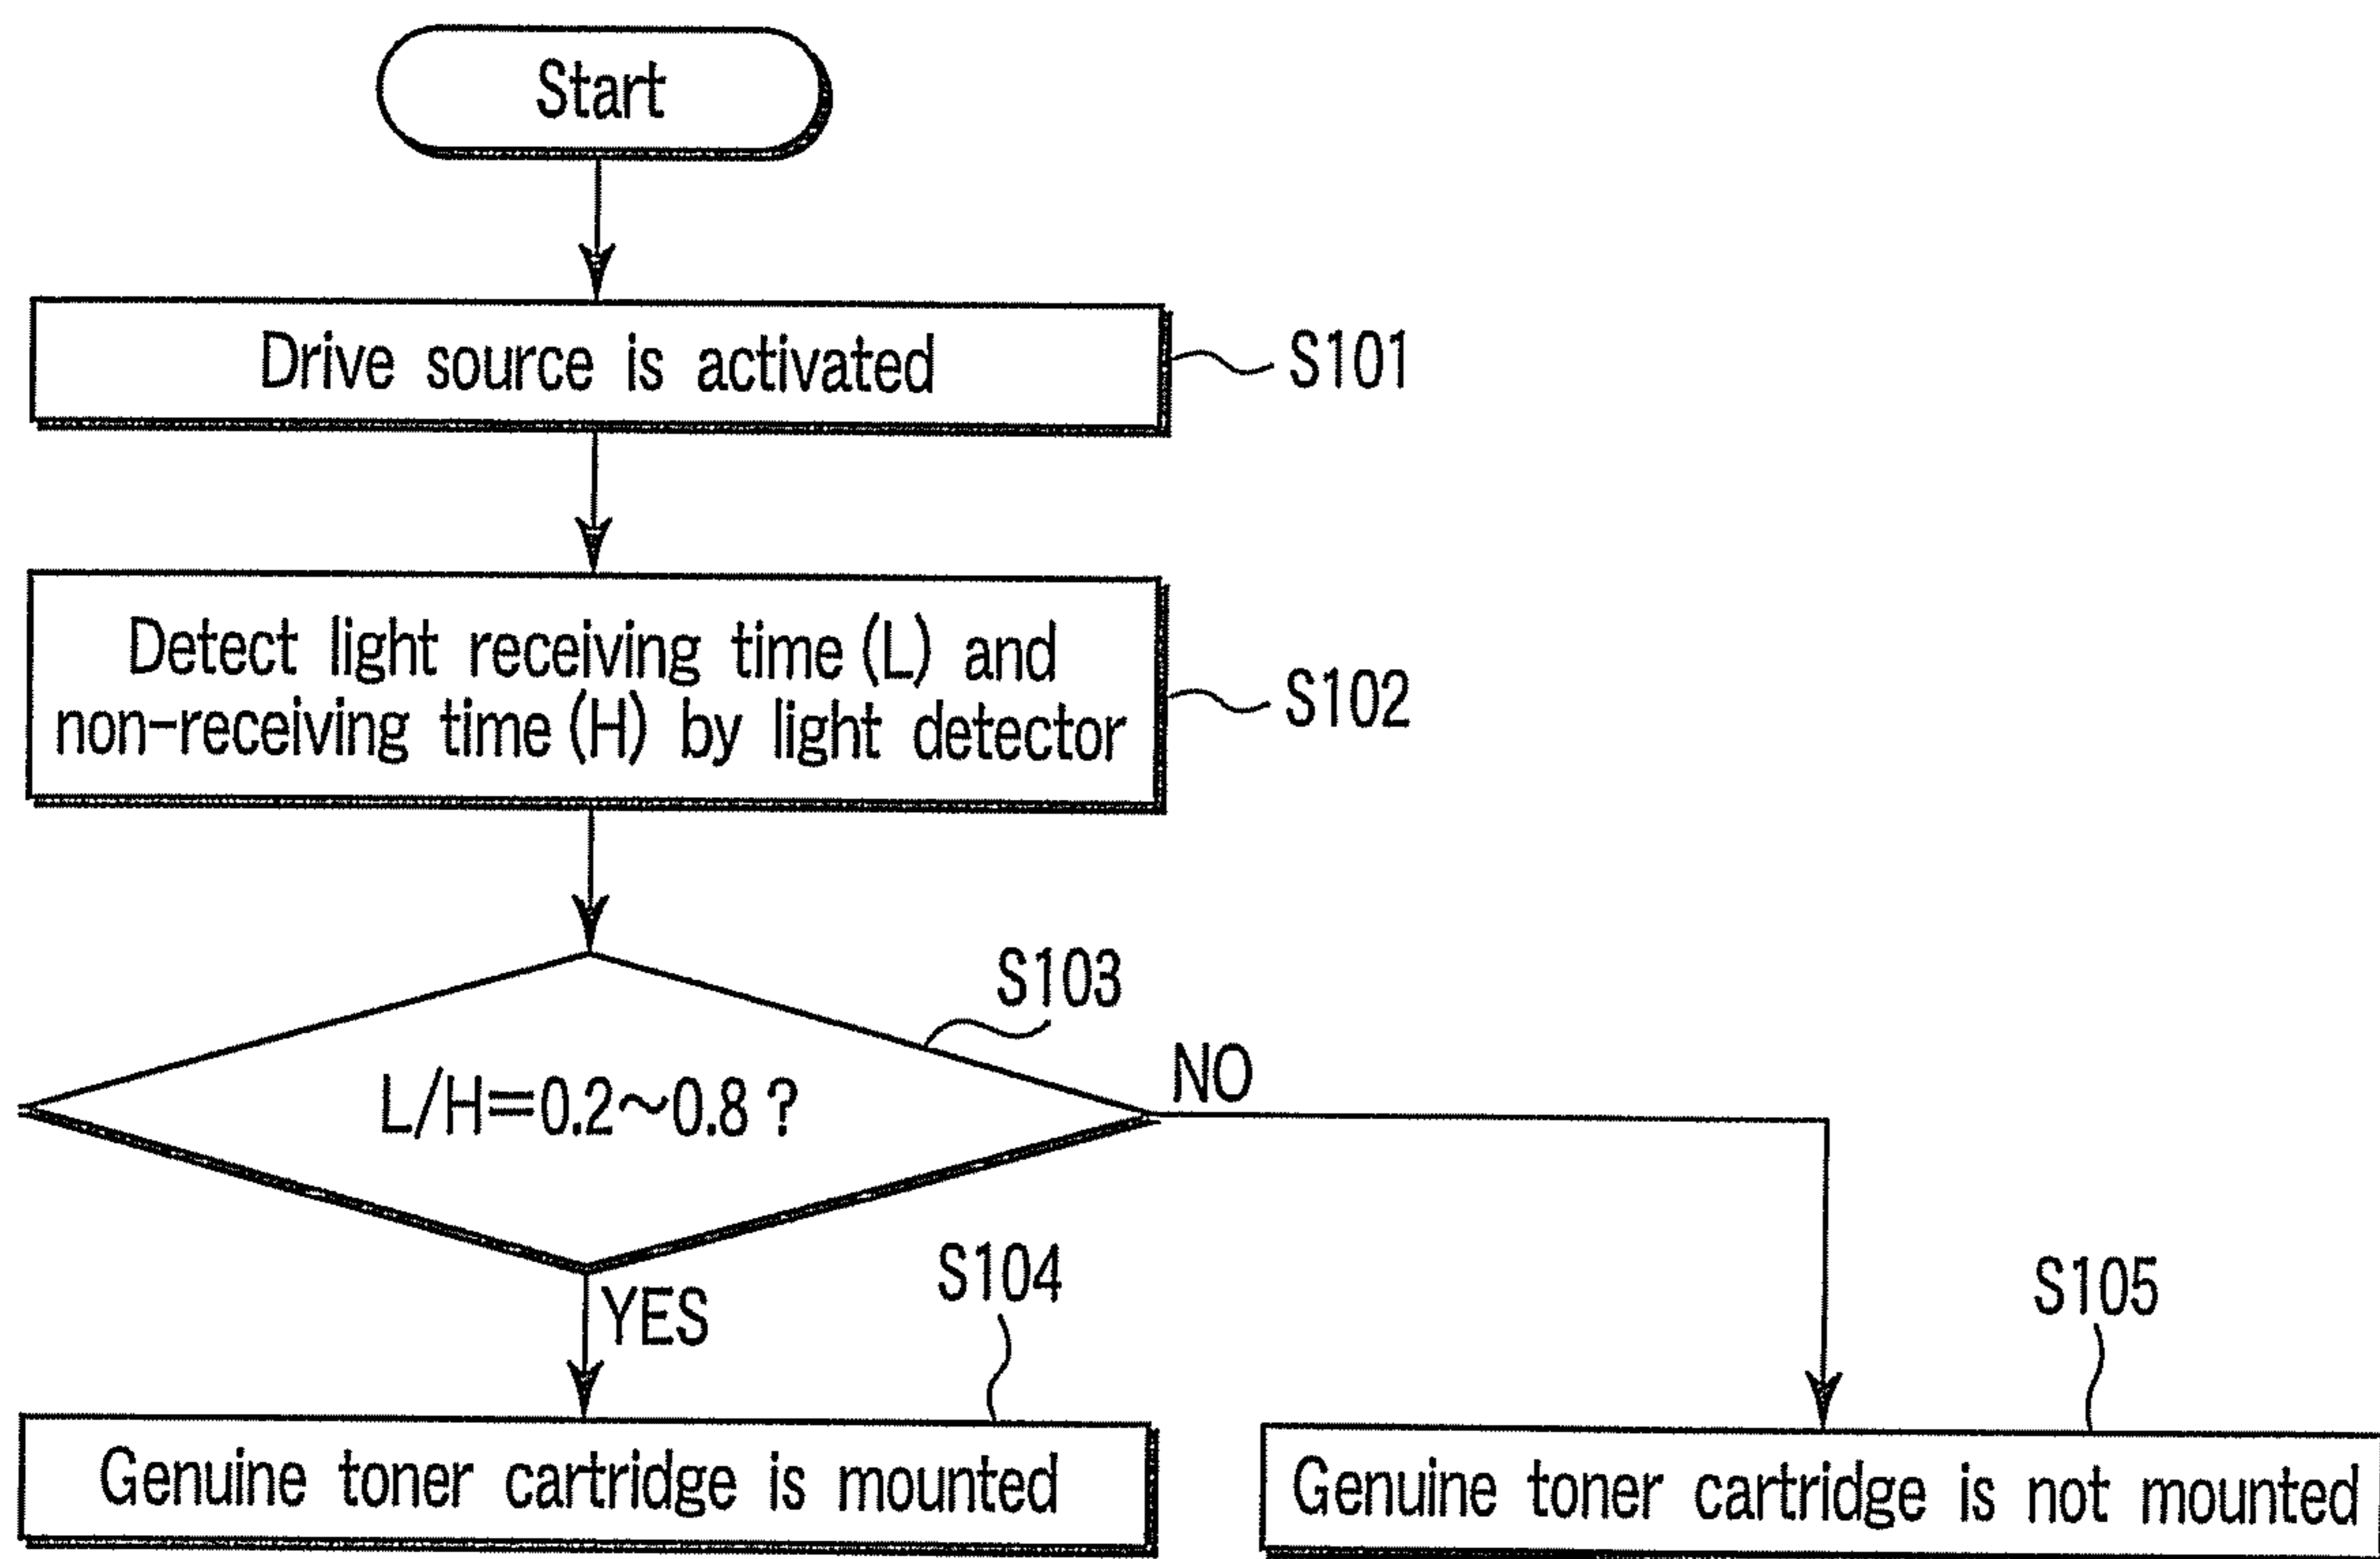 Start
Drive source is activated
S101
Detect light receiving time (L) and
non-receiving time (H) by light detector
S102
S103
L/H=0.2~0.8 ?
NO
YES
S104
Genuine toner cartridge is mounted
S105
Genuine toner cartridge is not mounted